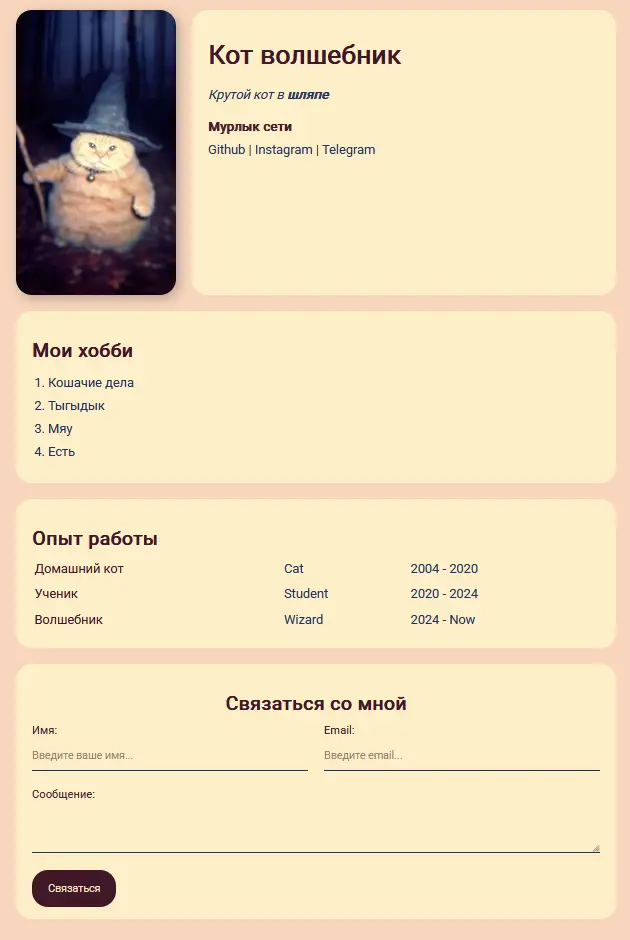 Кот волшебник
Крутой кот в шляпе
Мурлык сети
Github | Instagram | Telegram
Мои хобби
1. Кошачие дела
2. Тыгыдык
3. Мяу
4. Есть
Опыт работы
Домашний кот Cat 2004 - 2020
Ученик Student 2020 - 2024
Волшебник Wizard 2024 - Now
Связаться со мной
Имя: Email:
Введите ваше имя... Введите email...
Сообщение:
Связаться